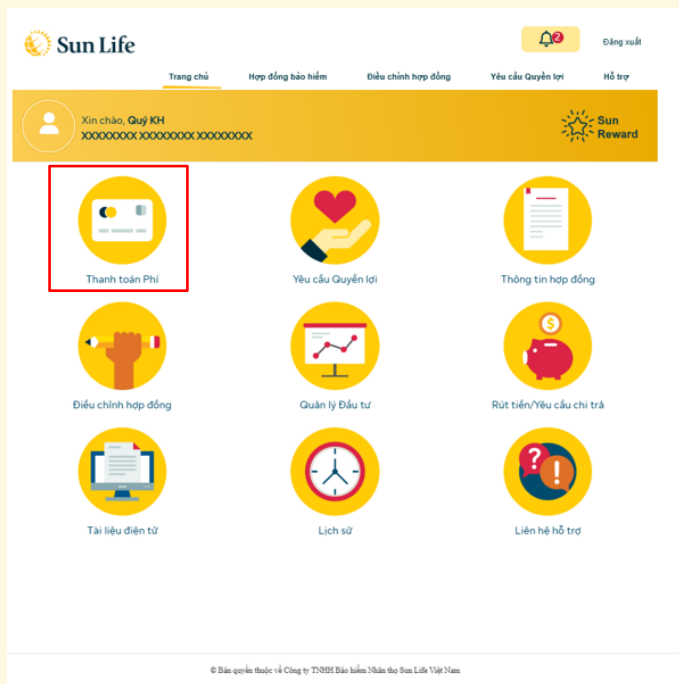 Sun Life
2
Đăng xuất
Trang chủ Hợp đồng bảo hiểm Điều chỉnh hợp đồng Yêu cầu Quyền lợi Hỗ trợ
Xin chào, Quý KH
XXXXXXXX XXXXXXXX XXXXXXXX
Sun
Reward
Thanh toán Phí
Yêu cầu Quyền lợi
Thông tin hợp đồng
Điều chỉnh hợp đồng
Quản lý Đầu tư
Rút tiền/Yêu cầu chi trả
Tài liệu điện tử
Lịch sử
Liên hệ hỗ trợ
© Bản quyền thuộc về Công ty TNHH Bảo hiểm Nhân thọ Sun Life Việt Nam